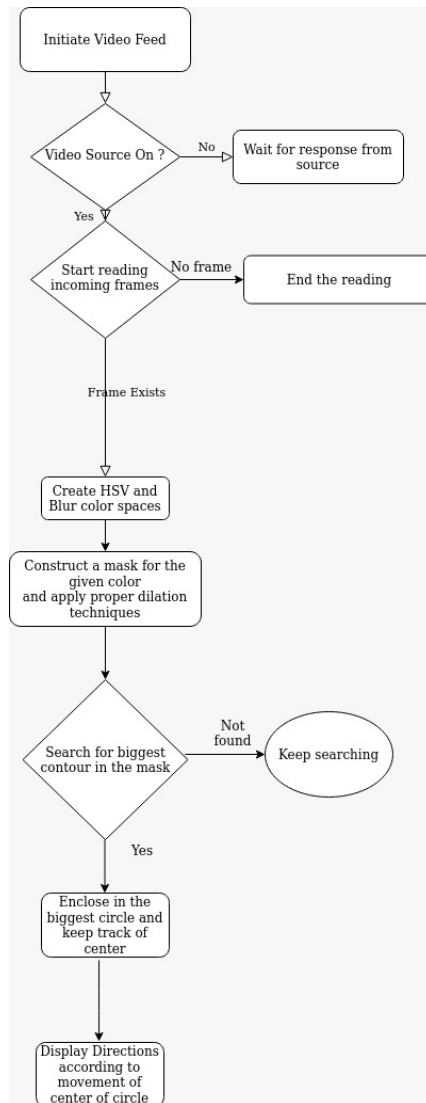 Initiate Video Feed
Video Source On ?
No
Wait for response from
source
Yes
Start reading
incoming frames
No frame
End the reading
Frame Exists
Create HSV and
Blur color spaces
Construct a mask for the
given color
and apply proper dilation
techniques
Search for biggest
contour in the mask
Not
found
Keep searching
Yes
Enclose in the
biggest circle and
keep track of
center
Display Directions
according to
movement of
center of circle